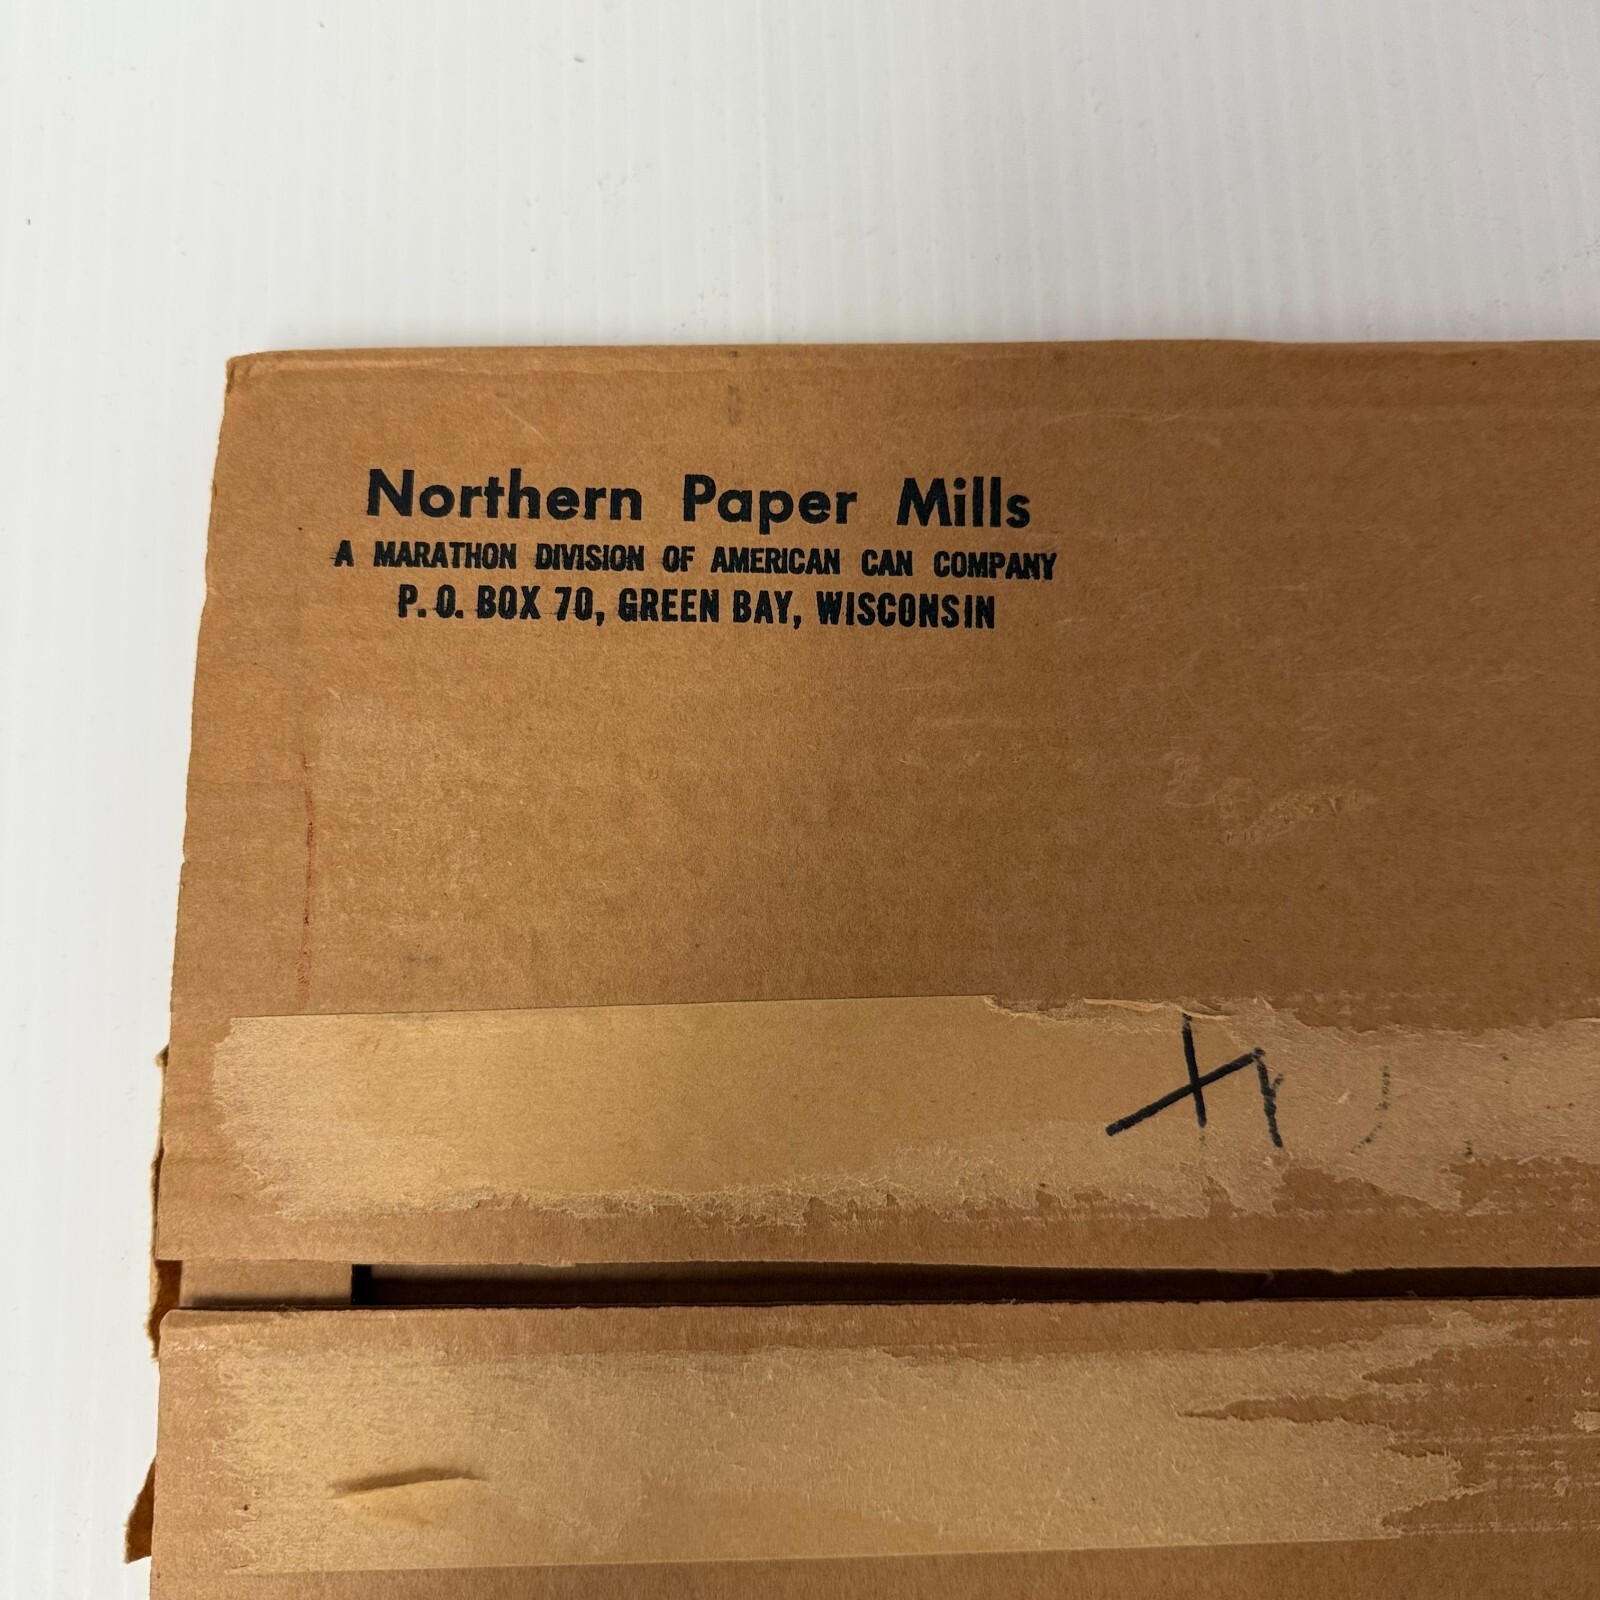 Northern Paper Mills
A MARATHON DIVISION OF AMERICAN CAN COMPANY
P.O. BOX 70, GREEN BAY, WISCONSIN